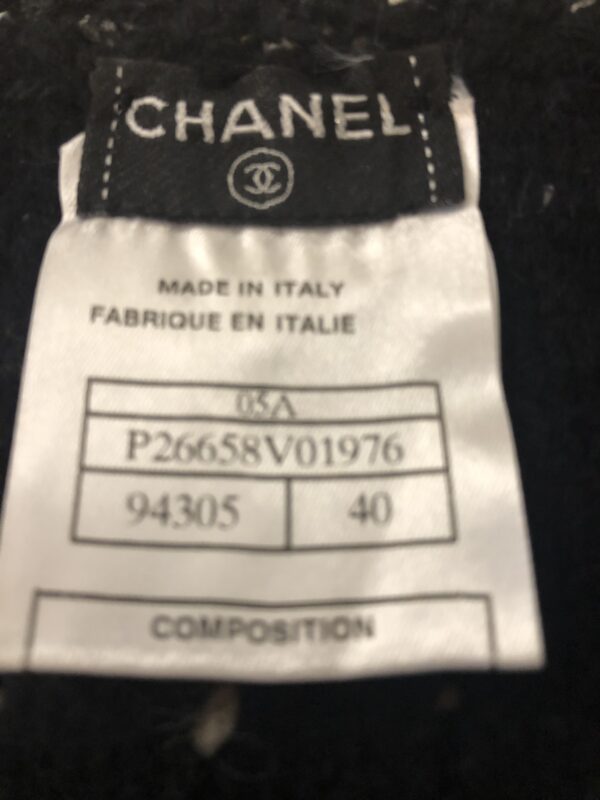 CHANEL
MADE IN ITALY
FABRIQUE EN ITALIE
05A
P26658V01976
94305 40
COMPOSITION